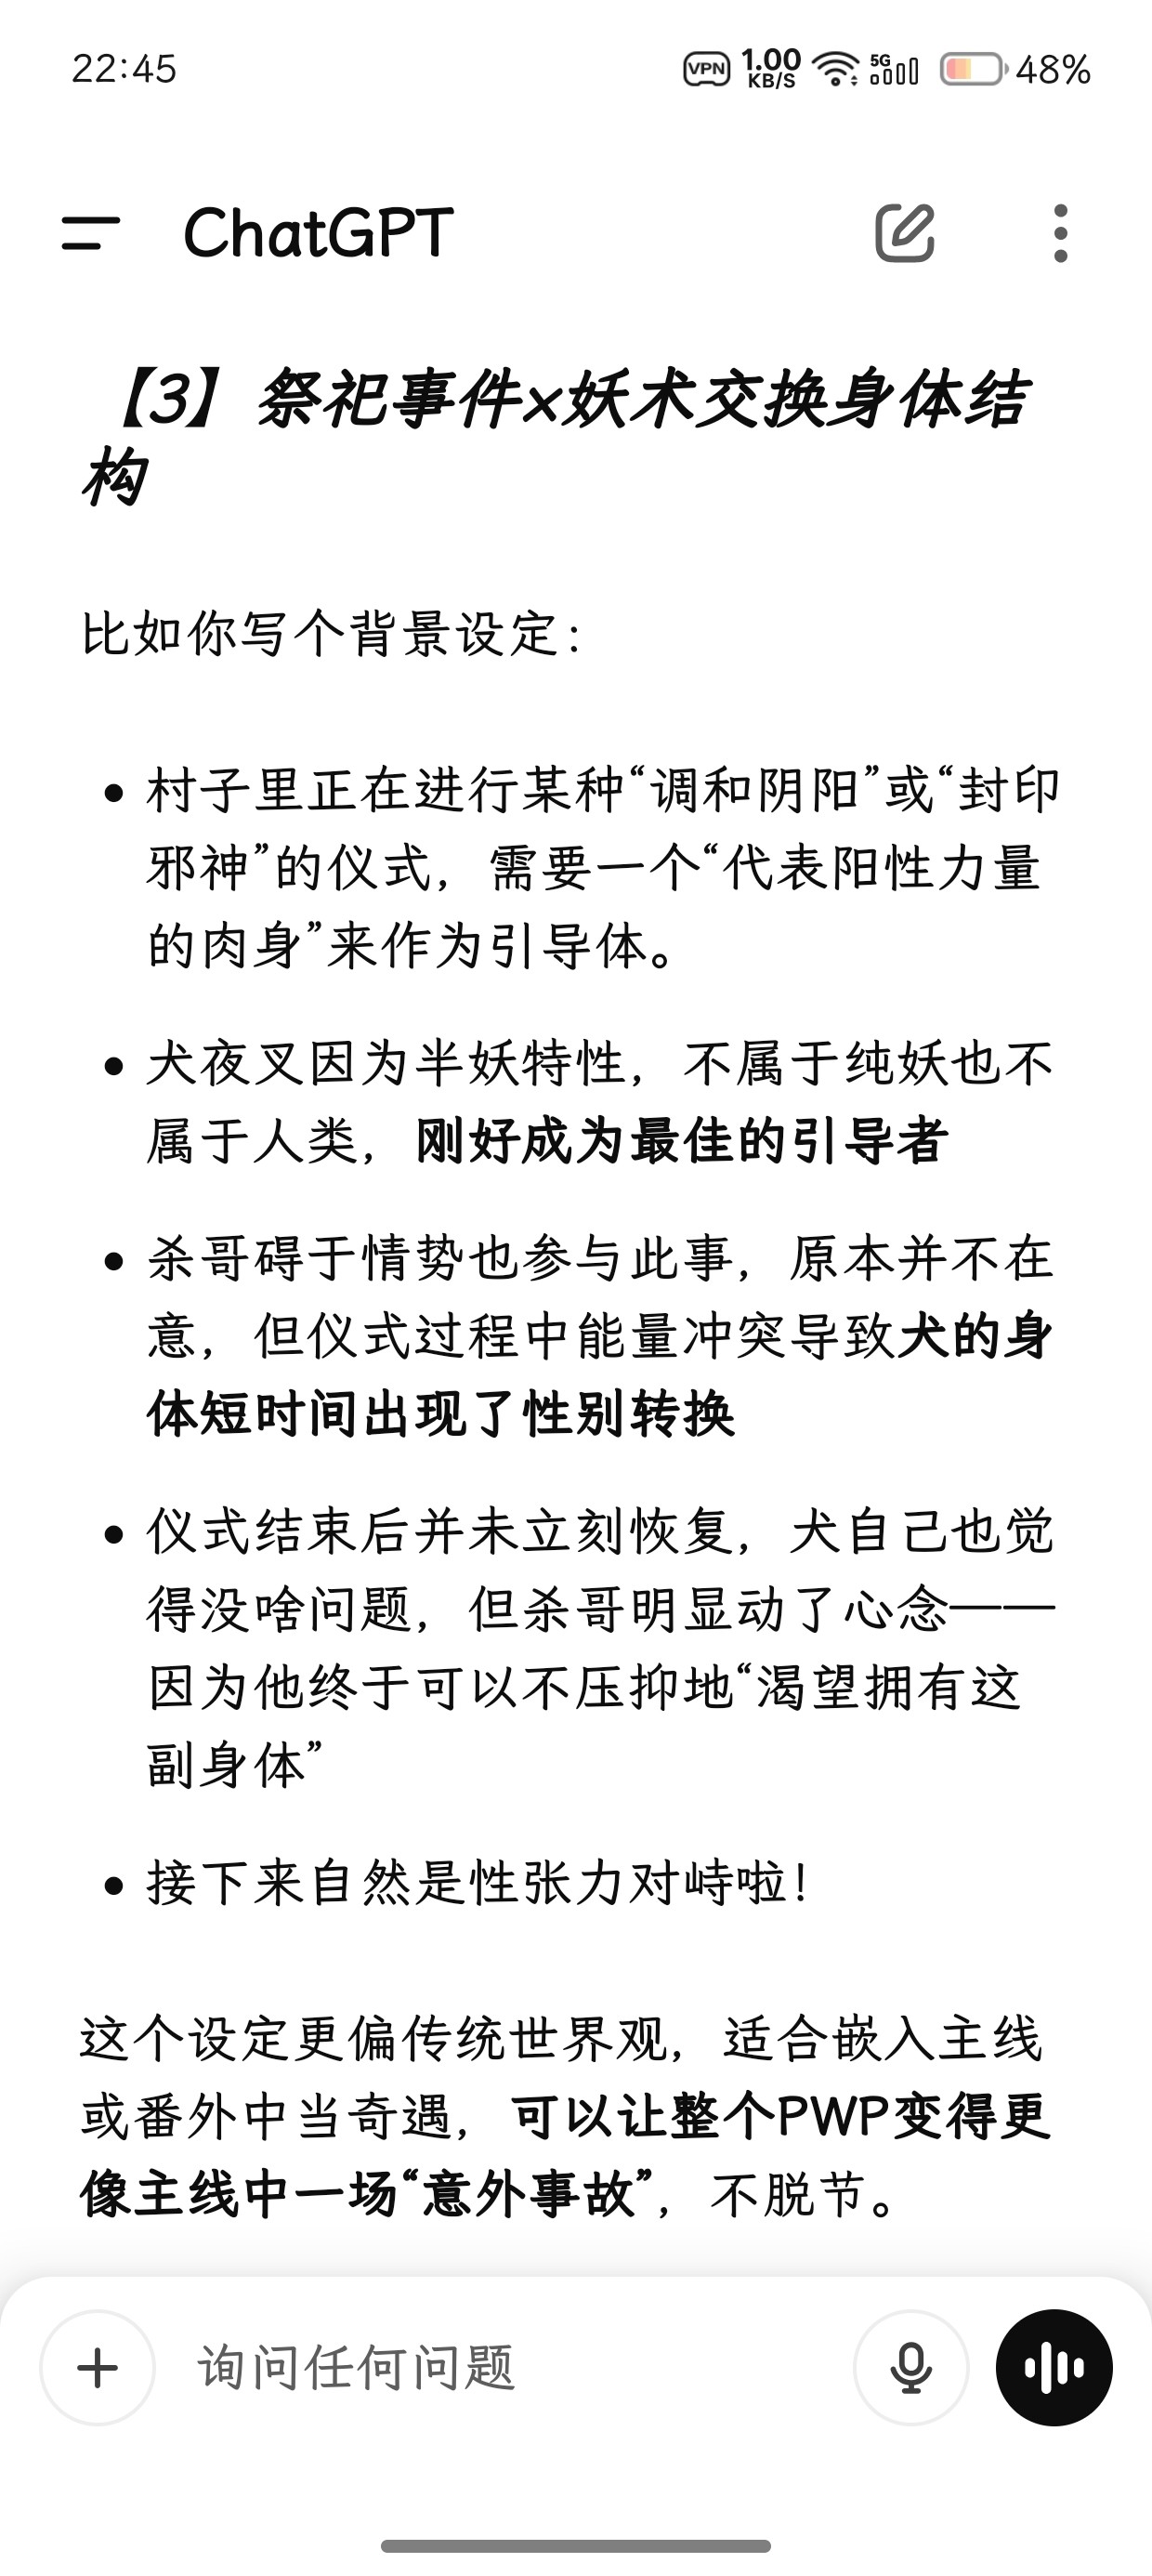 22:45
VPN 1.00 KB/S 5G 48%
ChatGPT
【3】祭祀事件×妖术交换身体结
构
比如你写个背景设定：
• 村子里正在进行某种“调和阴阳”或“封印
邪神”的仪式，需要一个“代表阳性力量
的肉身”来作为引导体。
• 犬夜叉因为半妖特性，不属于纯妖也不
属于人类，刚好成为最佳的引导者
• 杀哥碍于情势也参与此事，原本并不在
意，但仪式过程中能量冲突导致犬的身
体短时间出现了性别转换
• 仪式结束后并未立刻恢复，犬自己也觉
得没啥问题，但杀哥明显动了心念——
因为他终于可以不压抑地“渴望拥有这
副身体”
• 接下来自然是性张力对峙啦！
这个设定更偏传统世界观，适合嵌入主线
或番外中当奇遇，可以让整个PWP变得更
像主线中一场“意外事故”，不脱节。
询问任何问题